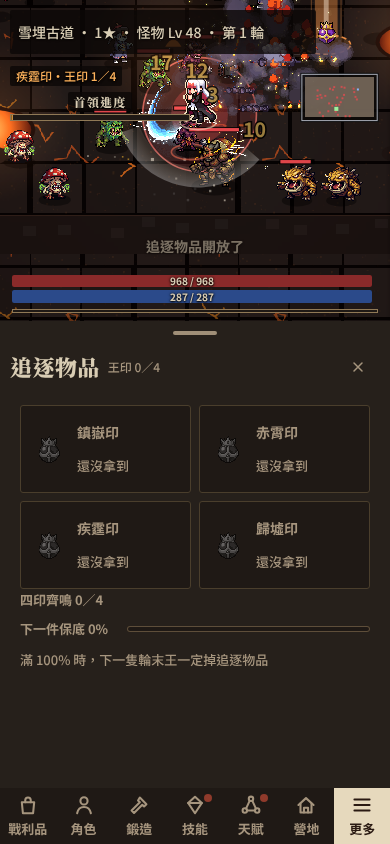 雪埋古道 · 1★ · 怪物 Lv 48 · 第 1 輪
疾霆印·王印 1／4
首領進度
17
12
3
10
追逐物品開放了
968 / 968
287 / 287
追逐物品 王印 0／4 ×
鎮嶽印
還沒拿到
赤霄印
還沒拿到
疾霆印
還沒拿到
歸墟印
還沒拿到
四印齊鳴 0／4
下一件保底 0%
滿 100% 時，下一隻輪末王一定掉追逐物品
戰利品 角色 鍛造 技能 天賦 營地 更多